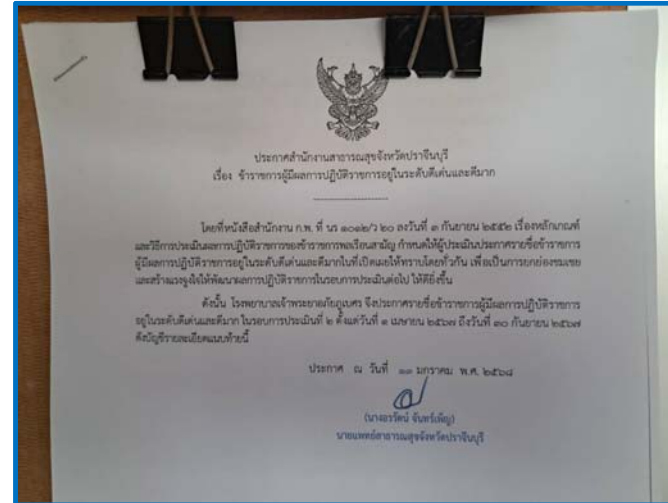 ประกาศสำนักงานสาธารณสุขจังหวัดปราจีนบุรี
เรื่อง ข้าราชการผู้มีผลการปฏิบัติราชการอยู่ในระดับดีเด่นและดีมาก
โดยที่หนังสือสำนักงาน ก.พ. ที่ นร ๑๐๑๒/ว ๒๐ ลงวันที่ ๓ กันยายน ๒๕๕๒ เรื่องหลักเกณฑ์
และวิธีการประเมินผลการปฏิบัติราชการของข้าราชการพลเรือนสามัญ กำหนดให้ผู้ประเมินประกาศรายชื่อข้าราชการ
ผู้มีผลการปฏิบัติราชการอยู่ในระดับดีเด่นและดีมากในที่เปิดเผยให้ทราบโดยทั่วกัน เพื่อเป็นการยกย่องชมเชย
และสร้างแรงจูงใจให้พัฒนาผลการปฏิบัติราชการในรอบการประเมินต่อไป ให้ดียิ่งขึ้น
ดังนั้น โรงพยาบาลเจ้าพระยาอภัยภูเบศร จึงประกาศรายชื่อข้าราชการผู้มีผลการปฏิบัติราชการ
อยู่ในระดับดีเด่นและดีมาก ในรอบการประเมินที่ ๒ ตั้งแต่วันที่ ๑ เมษายน ๒๕๖๗ ถึงวันที่ ๓๐ กันยายน ๒๕๖๗
ดังบัญชีรายละเอียดแนบท้ายนี้
ประกาศ ณ วันที่ มกราคม พ.ศ. ๒๕๖๘
(นางอรรัตน์ จันทร์เพ็ญ)
นายแพทย์สาธารณสุขจังหวัดปราจีนบุรี